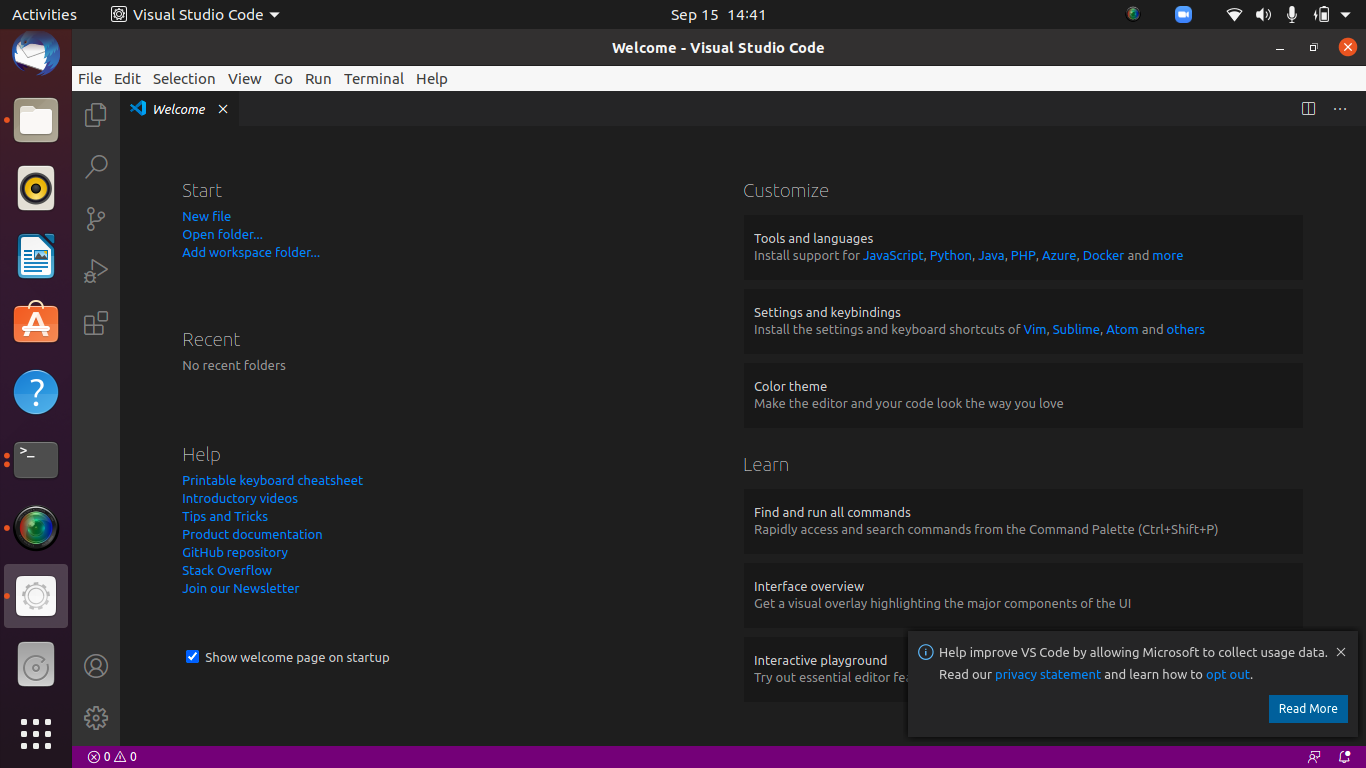 Activities
Visual Studio Code
Sep 15 14:41
Welcome - Visual Studio Code
File Edit Selection View Go Run Terminal Help
Welcome
Start
New file
Open folder...
Add workspace folder...
Recent
No recent folders
Help
Printable keyboard cheatsheet
Introductory videos
Tips and Tricks
Product documentation
GitHub repository
Stack Overflow
Join our Newsletter
Show welcome page on startup
Customize
Tools and languages
Install support for JavaScript, Python, Java, PHP, Azure, Docker and more
Settings and keybindings
Install the settings and keyboard shortcuts of Vim, Sublime, Atom and others
Color theme
Make the editor and your code look the way you love
Learn
Find and run all commands
Rapidly access and search commands from the Command Palette (Ctrl+Shift+P)
Interface overview
Get a visual overlay highlighting the major components of the UI
Interactive playground
Try out essential editor fea
Help improve VS Code by allowing Microsoft to collect usage data.
Read our privacy statement and learn how to opt out.
Read More
0 0